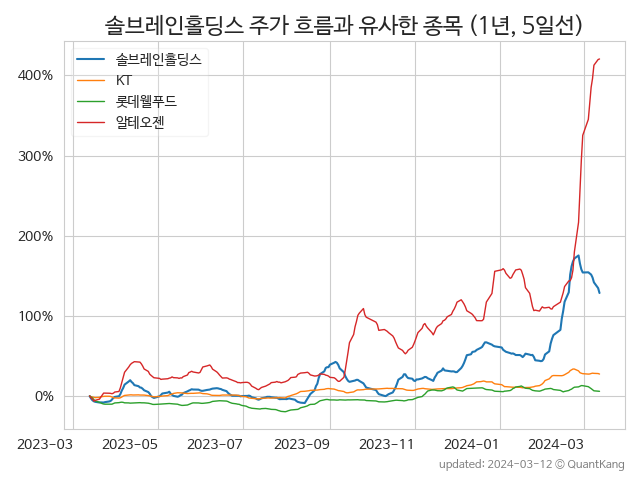 솔브레인홀딩스 주가 흐름과 유사한 종목 (1년, 5일선)
솔브레인홀딩스
KT
롯데웰푸드
알테오젠
400%
300%
200%
100%
0%
2023-03 2023-05 2023-07 2023-09 2023-11 2024-01 2024-03
updated: 2024-03-12 © QuantKang